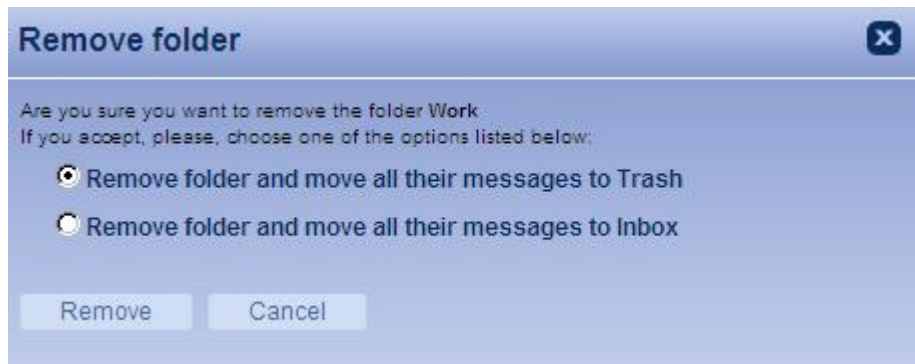 Remove folder
Are you sure you want to remove the folder Work
If you accept, please, choose one of the options listed below:
Remove folder and move all their messages to Trash
Remove folder and move all their messages to Inbox
Remove Cancel